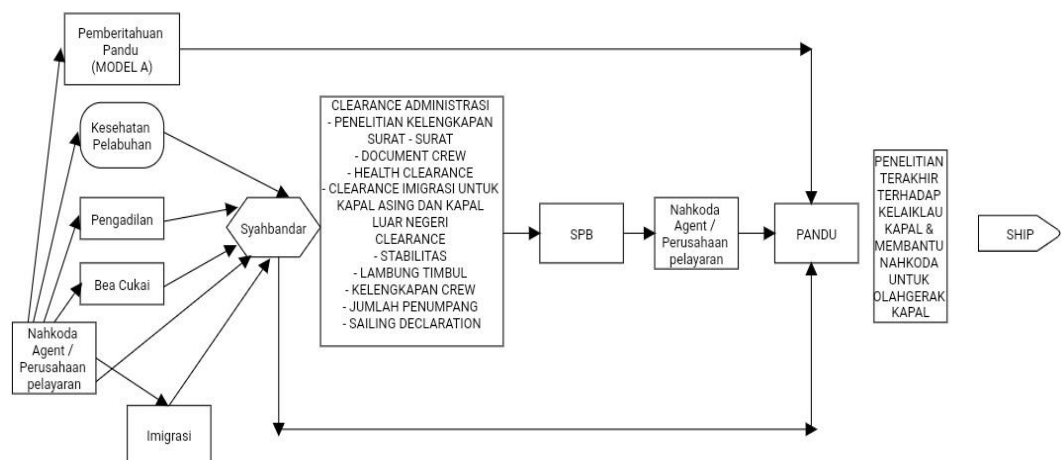 Pemberitahuan
Pandu
(MODEL A)
Kesehatan
Pelabuhan
Pengadilan
Bea Cukai
Nahkoda
Agent /
Perusahaan
pelayaran
Imigrasi
Syahbandar
CLEARANCE ADMINISTRASI
- PENELITIAN KELENGKAPAN
SURAT - SURAT
- DOCUMENT CREW
- HEALTH CLEARANCE
- CLEARANCE IMIGRASI UNTUK
KAPAL ASING DAN KAPAL
LUAR NEGERI
CLEARANCE
- STABILITAS
- LAMBUNG TIMBUL
- KELENGKAPAN CREW
- JUMLAH PENUMPANG
- SAILING DECLARATION
SPB
Nahkoda
Agent /
Perusahaan
pelayaran
PANDU
PENELITIAN
TERAKHIR
TERHADAP
KELAIKLAU
KAPAL &
MEMBANTU
NAHKODA
UNTUK
OLAHGERAK
KAPAL
SHIP